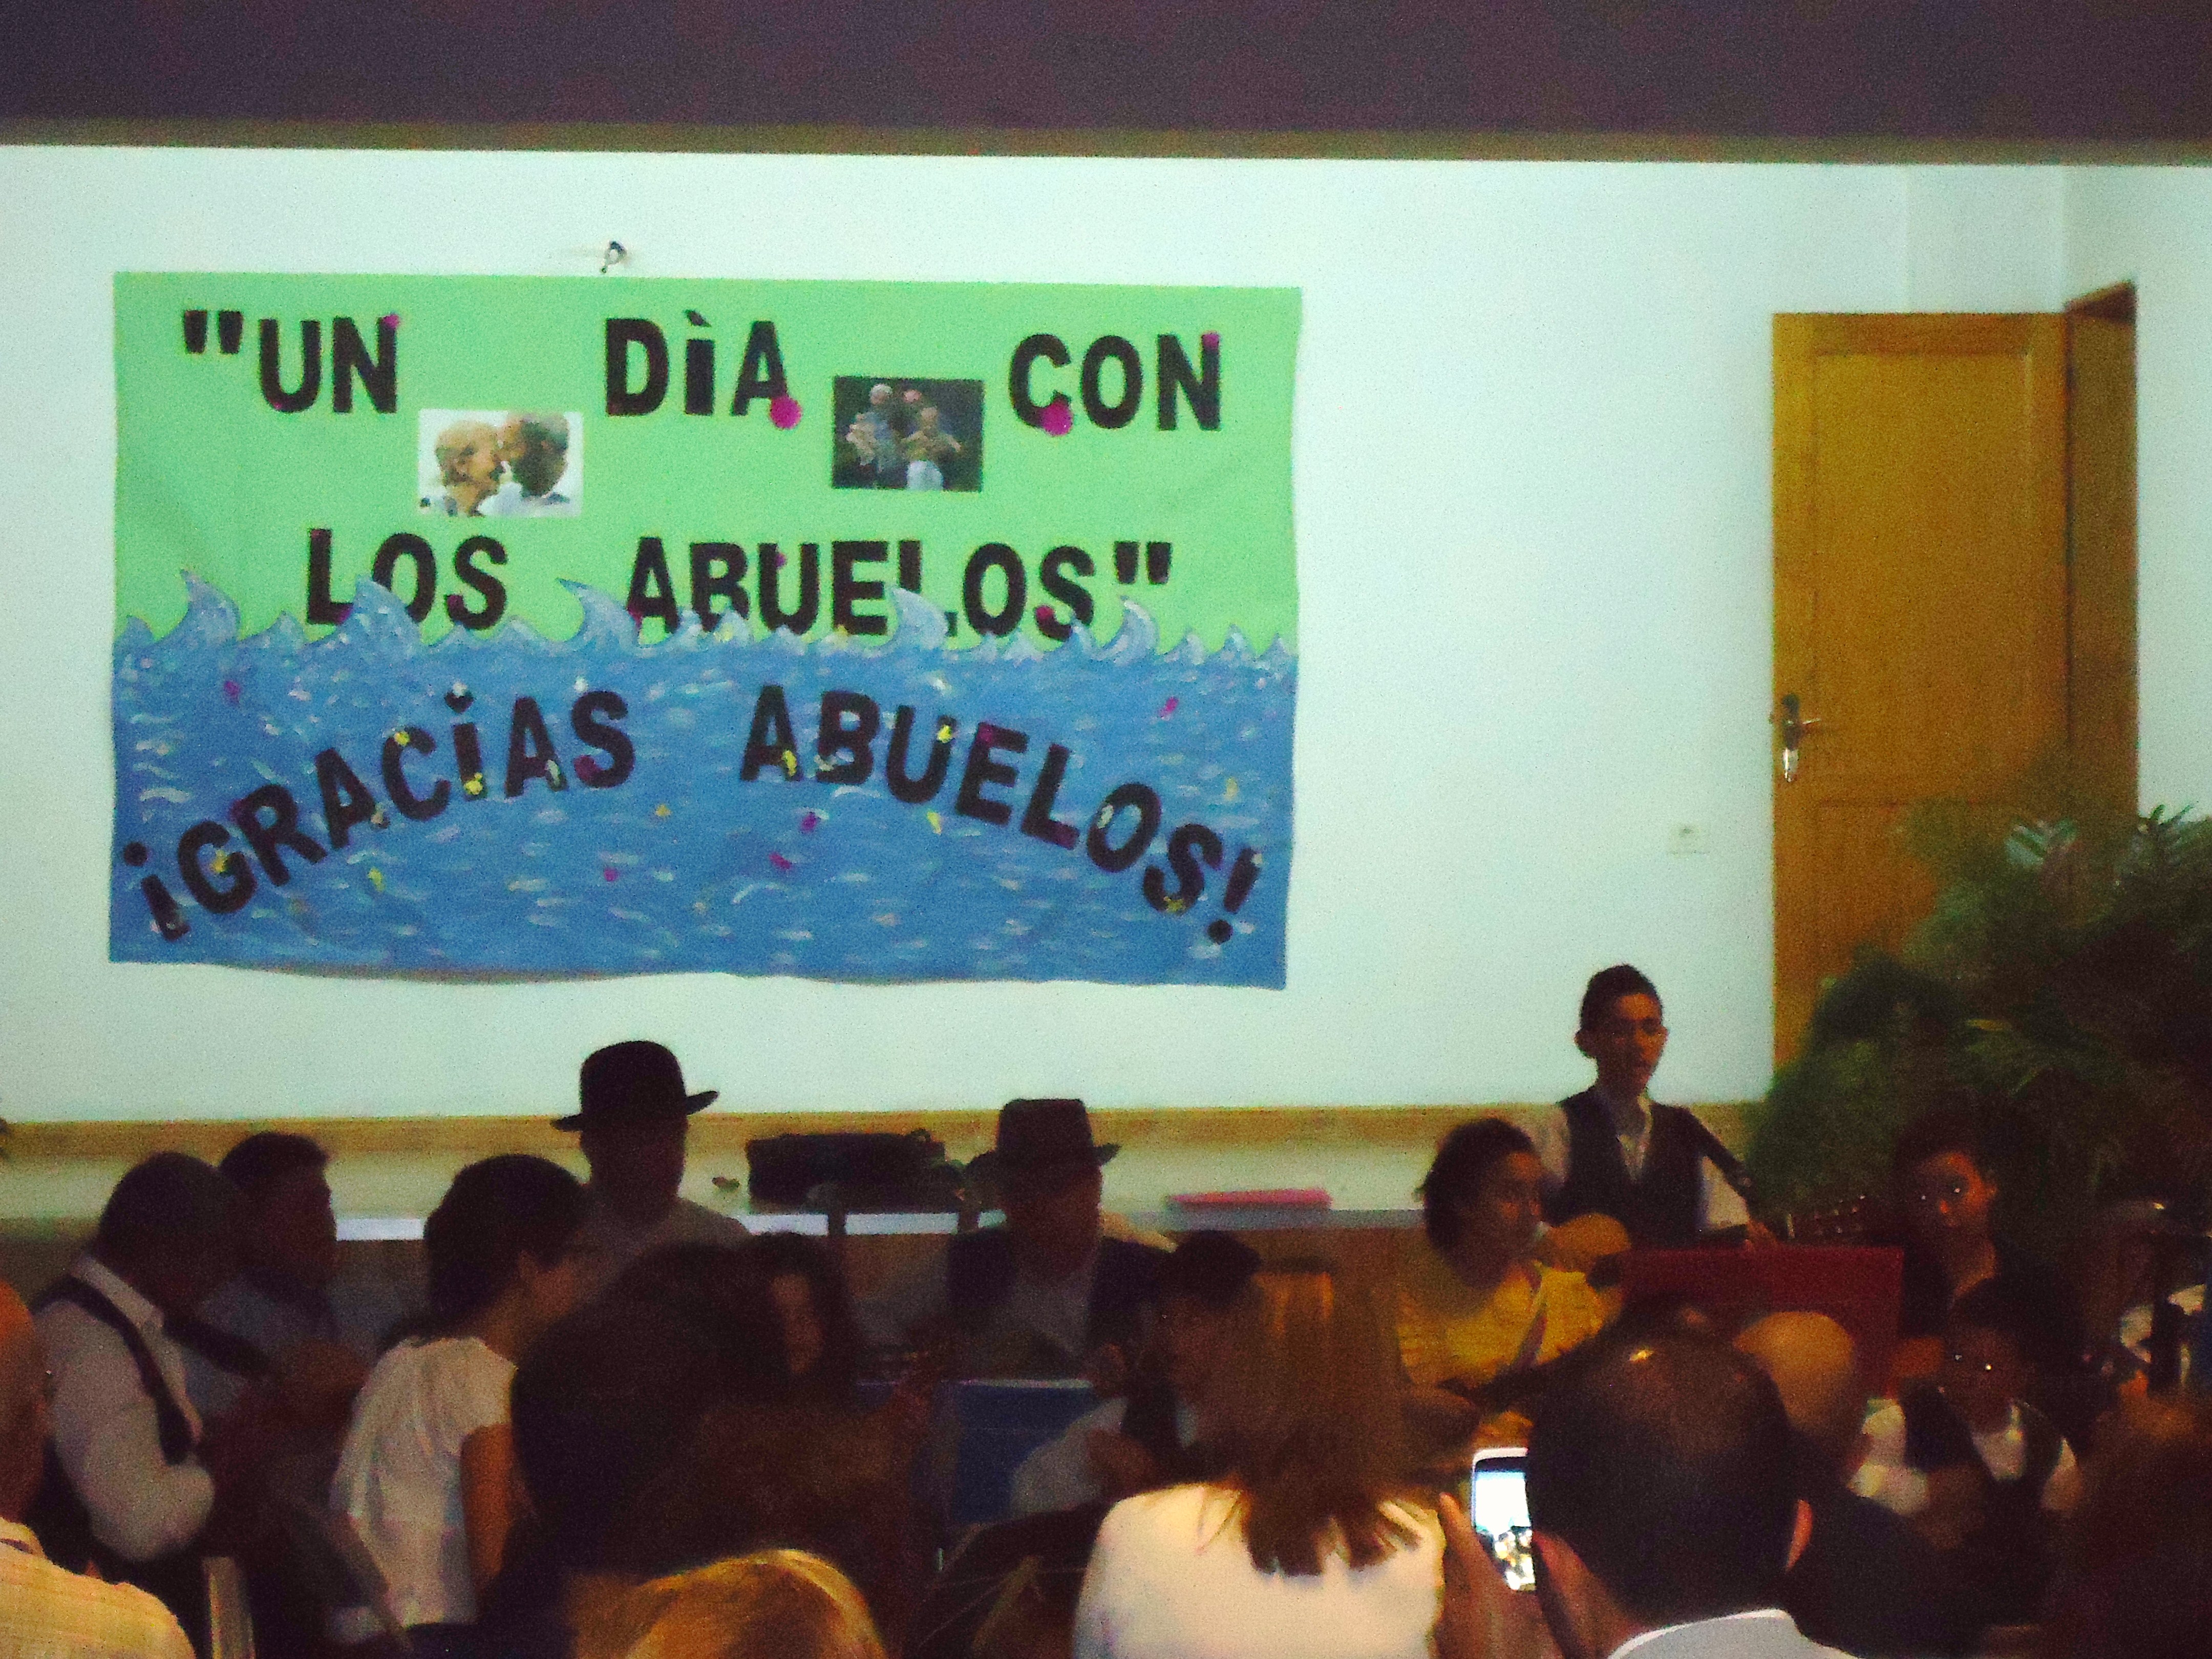 "UN DÌA CON
LOS ABUELOS"
¡GRACIAS ABUELOS!